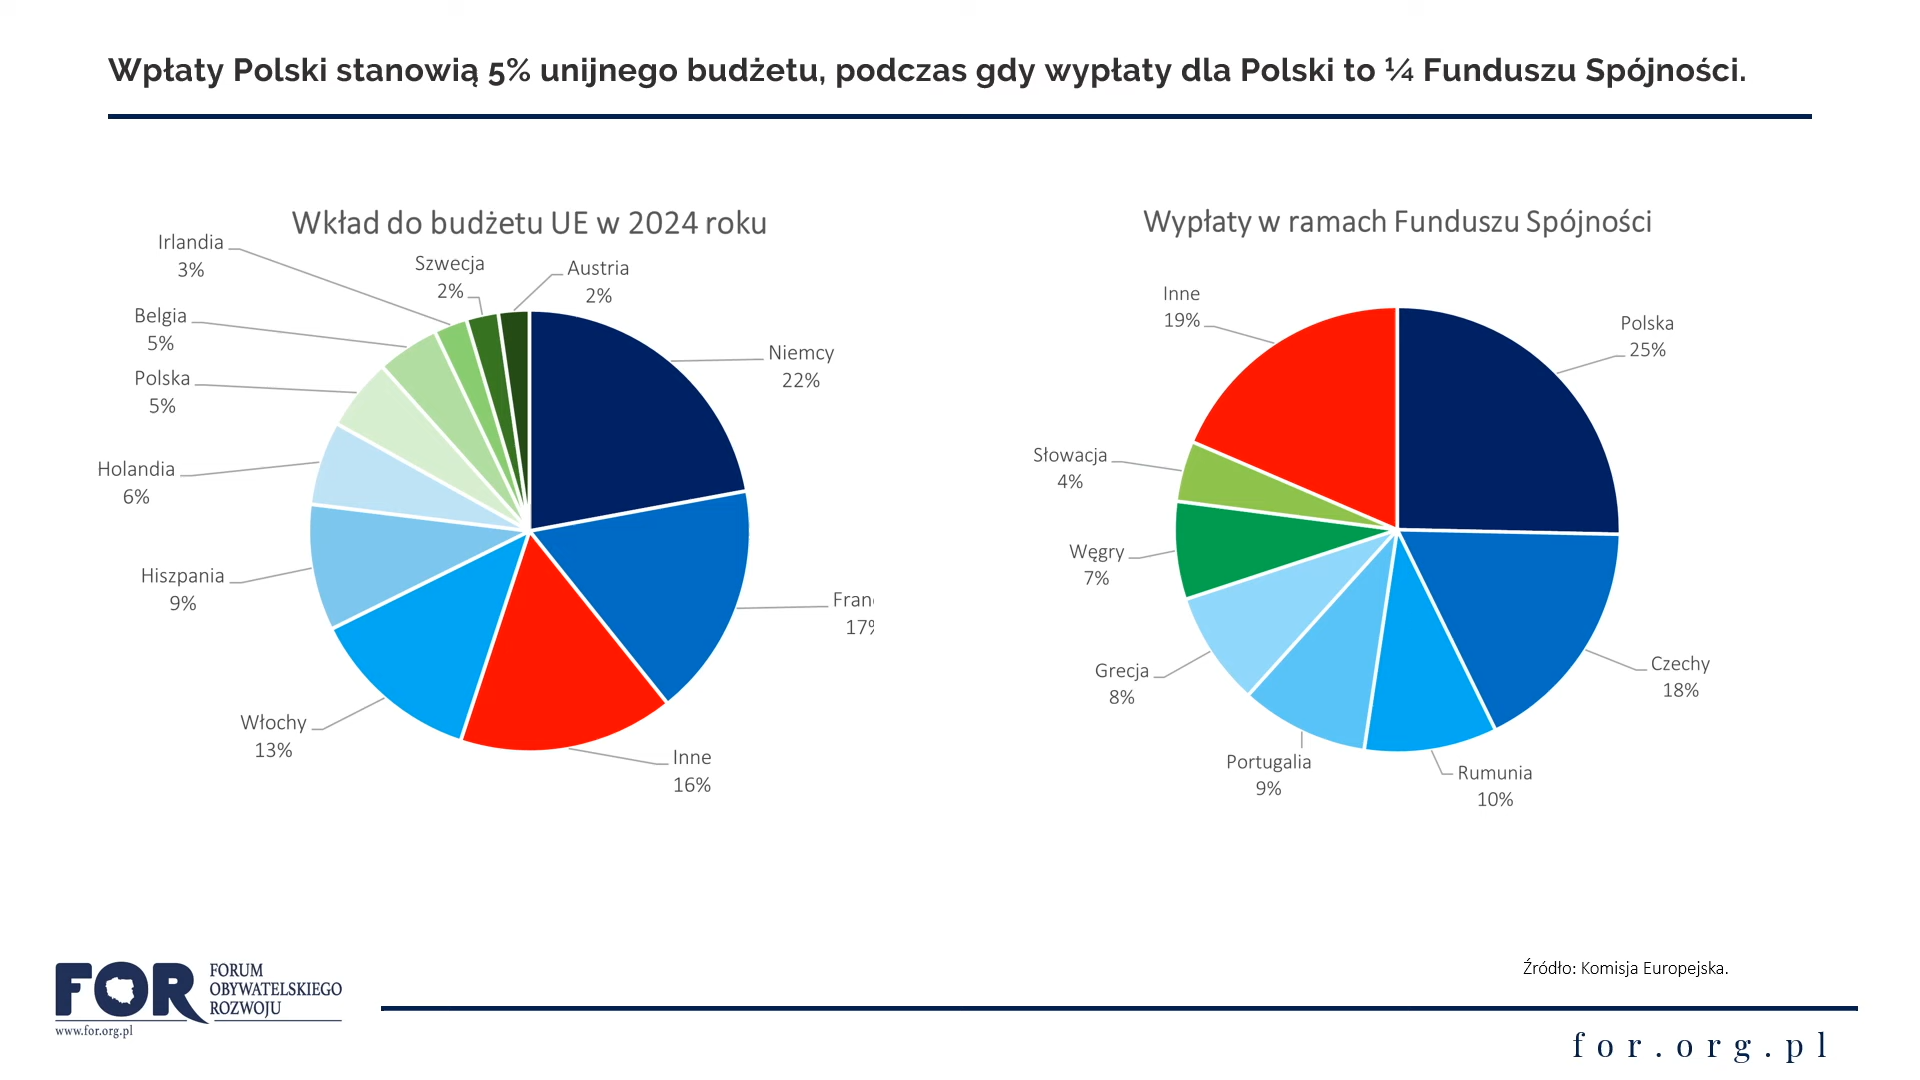 Wpłaty Polski stanowią 5% unijnego budżetu, podczas gdy wypłaty dla Polski to ¼ Funduszu Spójności.
Wkład do budżetu UE w 2024 roku
Irlandia
3%
Szwecja
2%
Austria
2%
Belgia
5%
Niemcy
22%
Polska
5%
Holandia
6%
Hiszpania
9%
Włochy
13%
Inne
16%
Wypłaty w ramach Funduszu Spójności
Inne
19%
Polska
25%
Słowacja
4%
Węgry
7%
Grecja
8%
Czechy
18%
Portugalia
9%
Rumunia
10%
Źródło: Komisja Europejska.
FOR
FORUM
OBYWATELSKIEGO
ROZWOJU
www.for.org.pl
for.org.pl